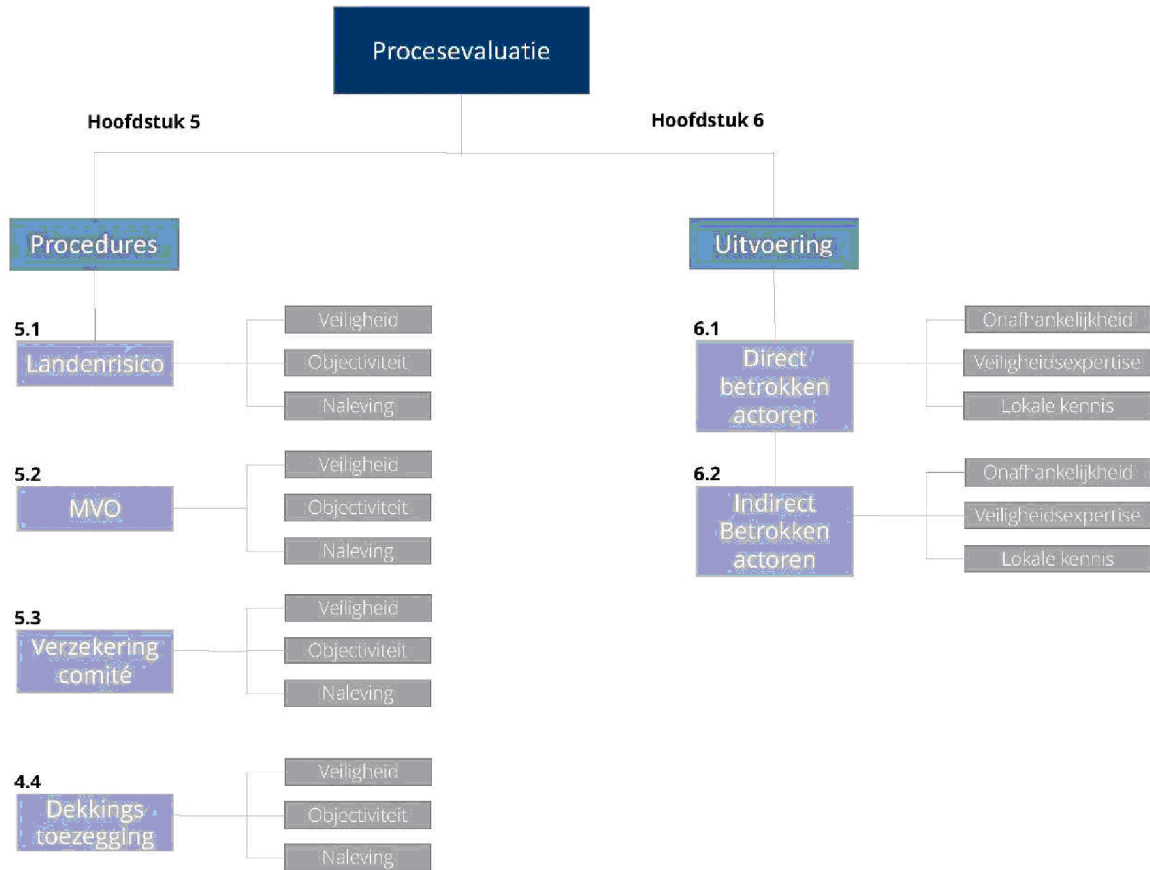 Procesevaluatie
Hoofdstuk 5
Hoofdstuk 6
Procedures
Uitvoering
5.1
Landenrisico
Veiligheid
Objectiviteit
Naleving
5.2
MVO
Veiligheid
Objectiviteit
Naleving
5.3
Verzekering
comité
Veiligheid
Objectiviteit
Naleving
4.4
Dekkings
toezegging
Veiligheid
Objectiviteit
Naleving
6.1
Direct
betrokken
actoren
Onafhankelijkheid
Veiligheidsexpertise
Lokale kennis
6.2
Indirect
Betrokken
actoren
Onafhankelijkheid
Veiligheidsexpertise
Lokale kennis